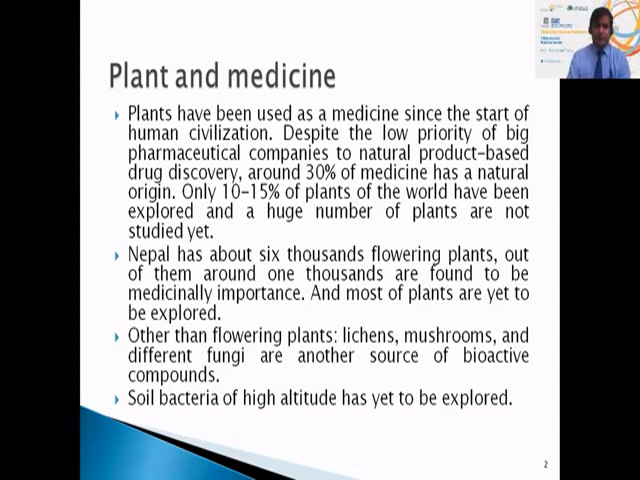 Plant and medicine
Plants have been used as a medicine since the start of
human civilization. Despite the low priority of big
pharmaceutical companies to natural product-based
drug discovery, around 30% of medicine has a natural
origin. Only 10-15% of plants of the world have been
explored and a huge number of plants are not
studied yet.
Nepal has about six thousands flowering plants, out
of them around one thousands are found to be
medicinally importance. And most of plants are yet to
be explored.
Other than flowering plants: lichens, mushrooms, and
different fungi are another source of bioactive
compounds.
Soil bacteria of high altitude has yet to be explored.
2